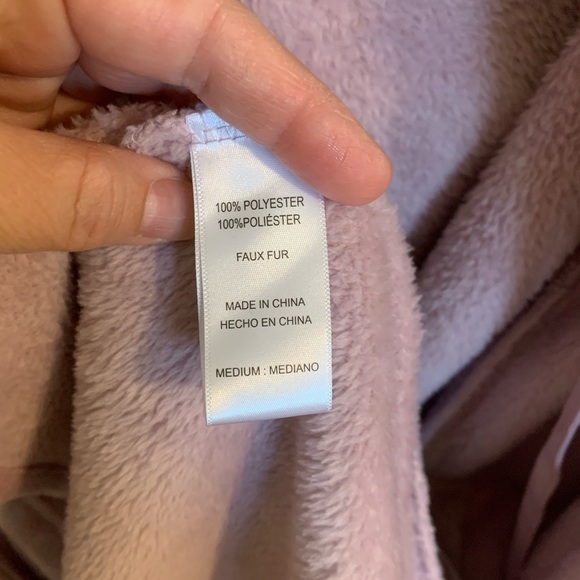 100% POLYESTER
100%POLIÉSTER
FAUX FUR
MADE IN CHINA
HECHO EN CHINA
MEDIUM : MEDIANO